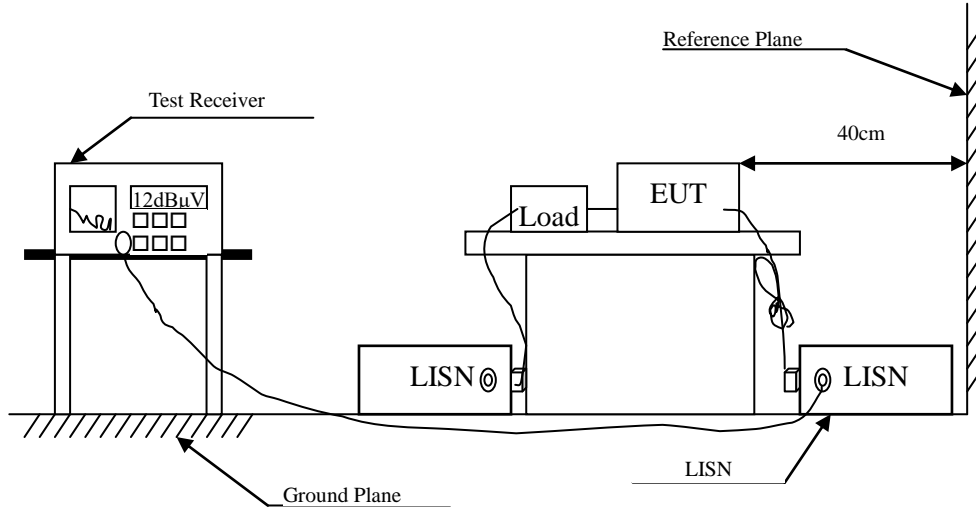 Reference Plane
Test Receiver
40cm
12dBµV
EUT
Load
LISN
LISN
LISN
Ground Plane